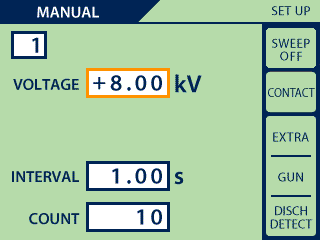 MANUAL
SET UP
1
SWEEP
OFF
VOLTAGE +8.00 kV
CONTACT
EXTRA
INTERVAL 1.00 s
GUN
COUNT 10
DISCH
DETECT